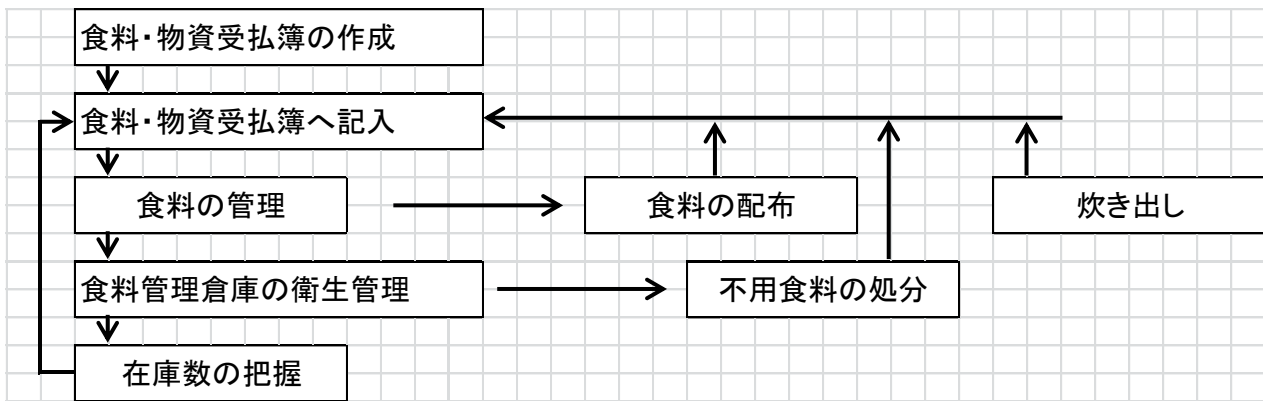 食料・物資受払簿の作成
食料・物資受払簿へ記入
食料の管理
食料の配布
炊き出し
食料管理倉庫の衛生管理
不用食料の処分
在庫数の把握